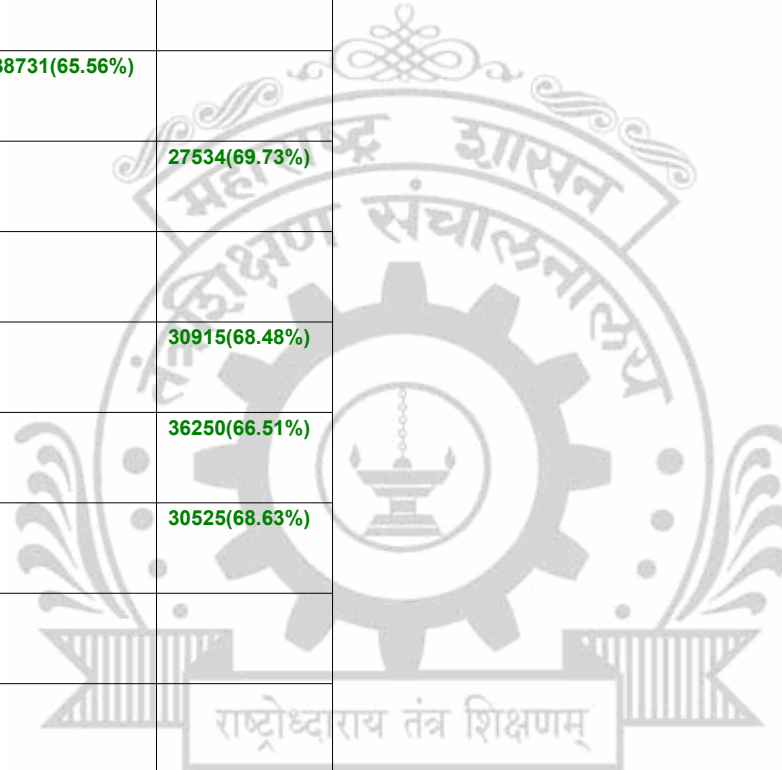 8731(65.56%)
27534(69.73%)
30915(68.48%)
36250(66.51%)
30525(68.63%)
महाराष्ट्र शासन
तंत्रशिक्षण संचालनालय
राष्ट्रोध्दाराय तंत्र शिक्षणम्